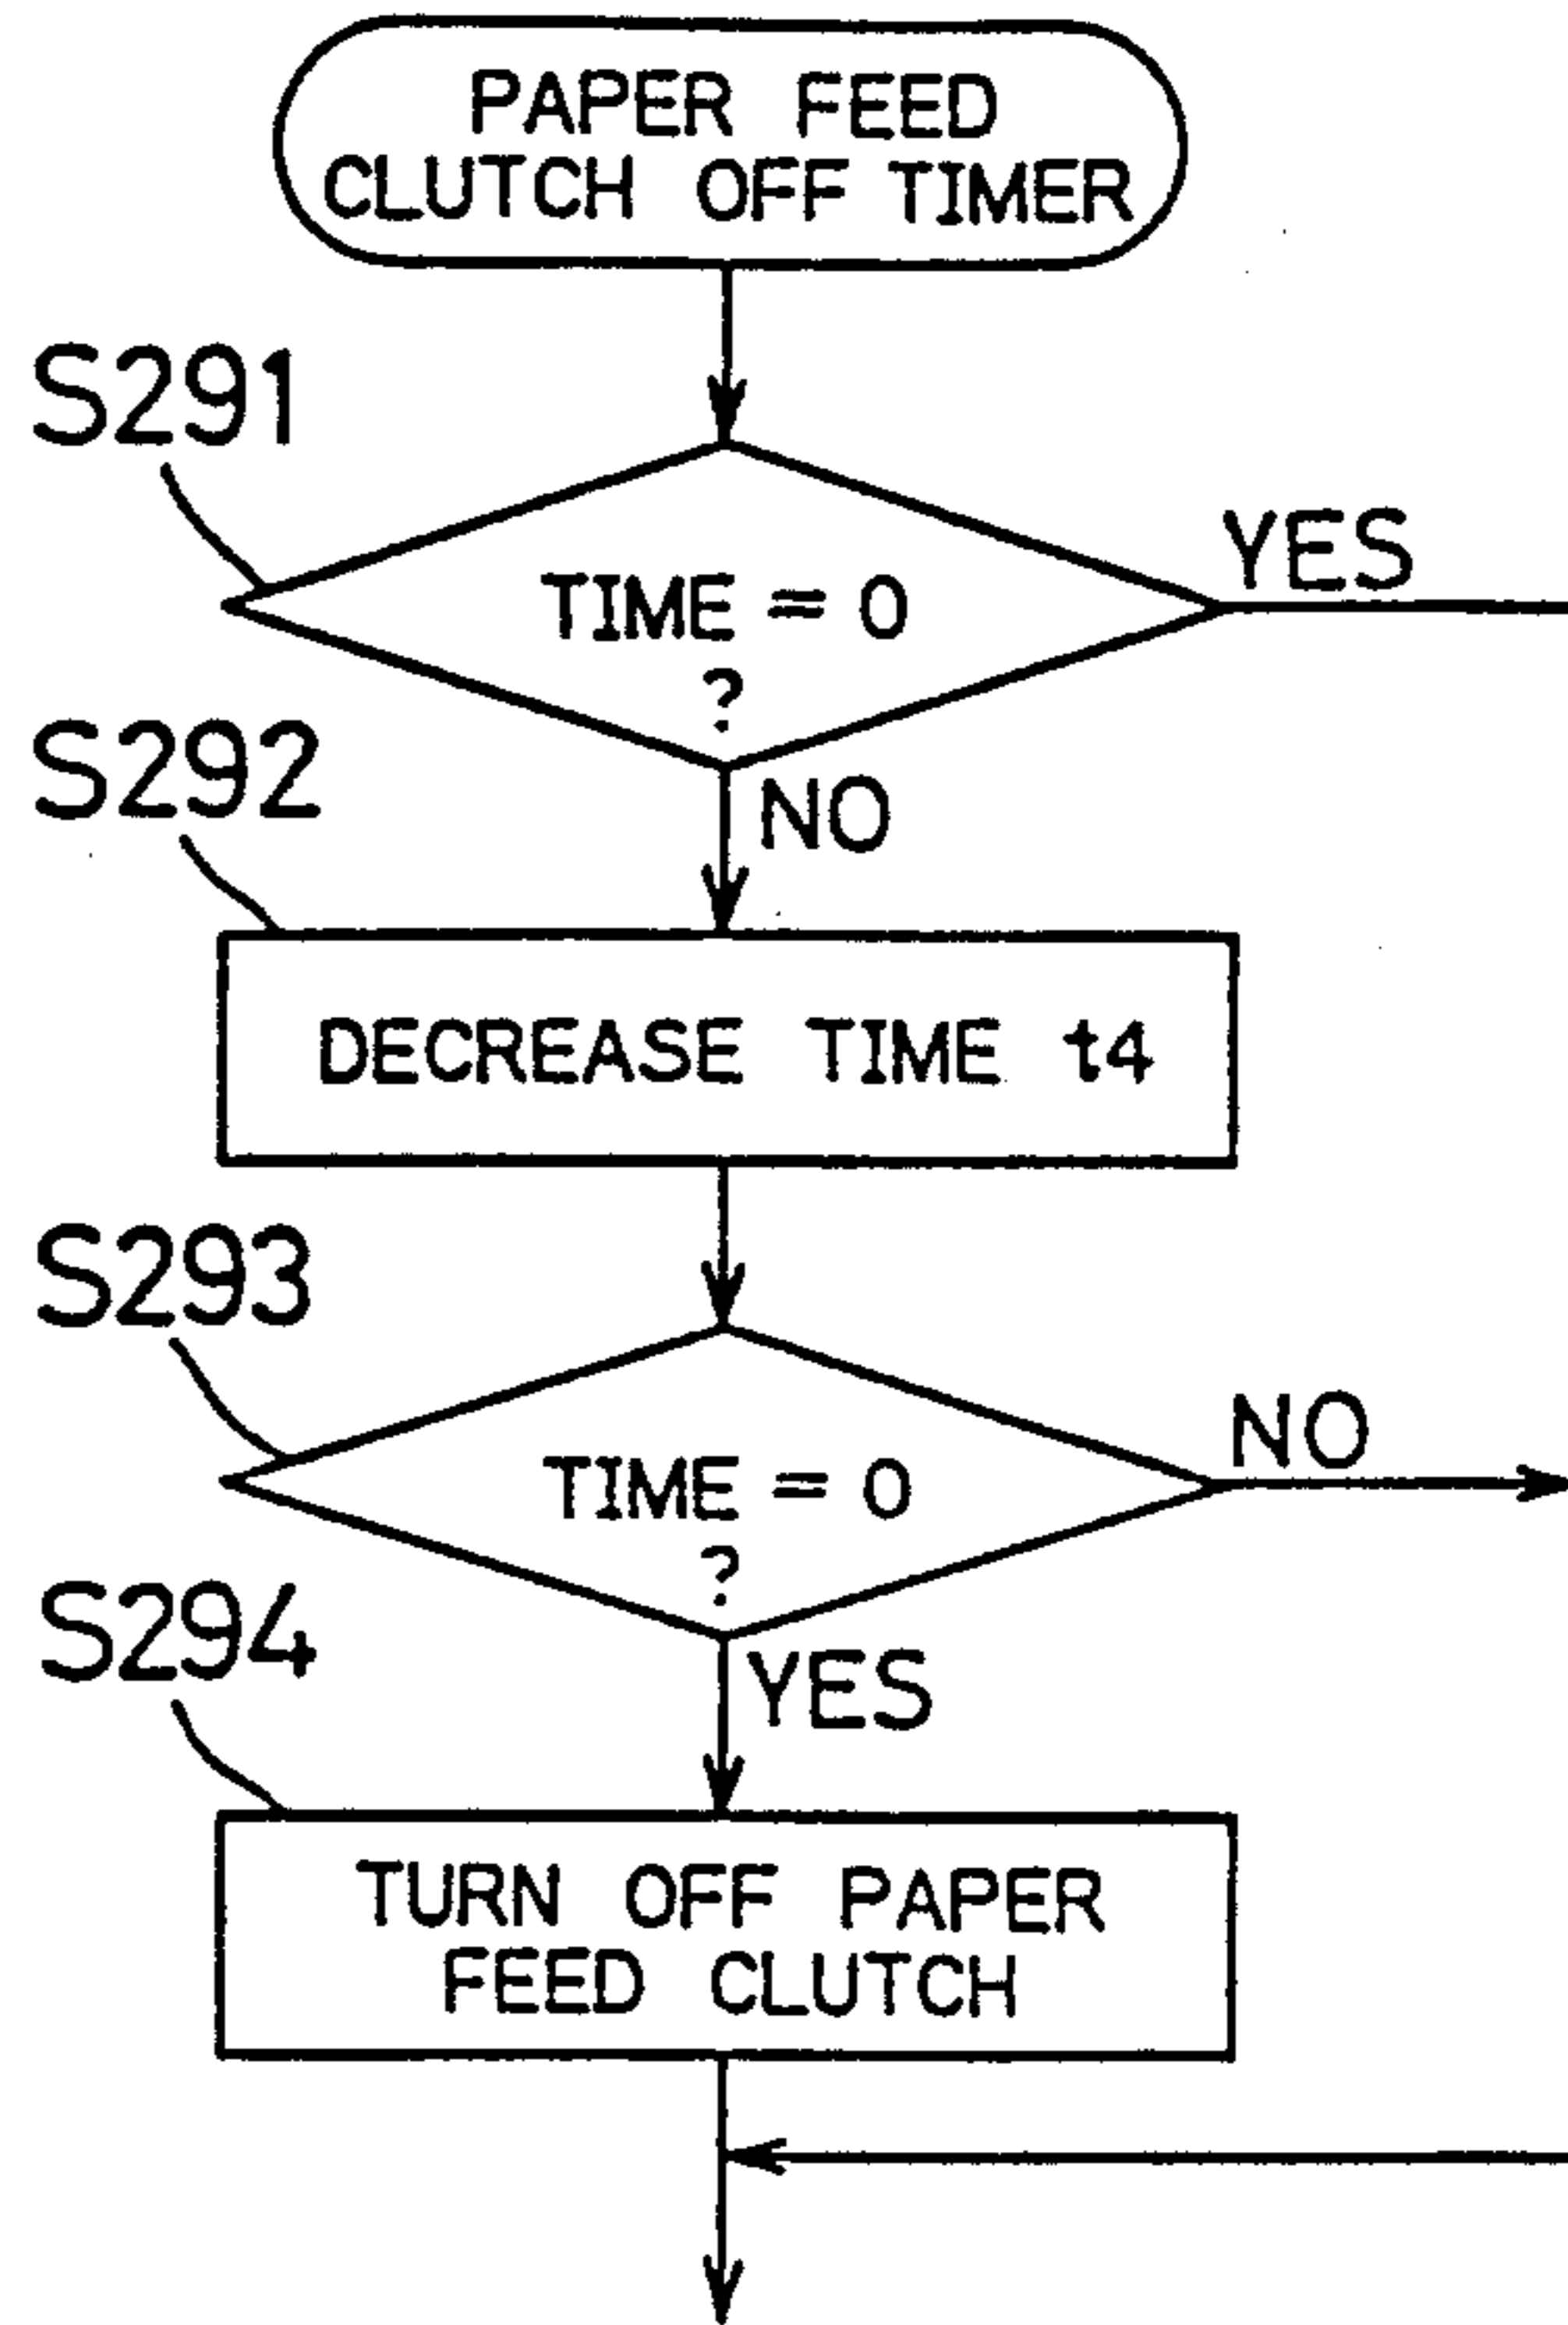 PAPER FEED
CLUTCH OFF TIMER
S291
YES
TIME = 0
?
S292
NO
DECREASE TIME t4
S293
NO
TIME = 0
?
S294
YES
TURN OFF PAPER
FEED CLUTCH